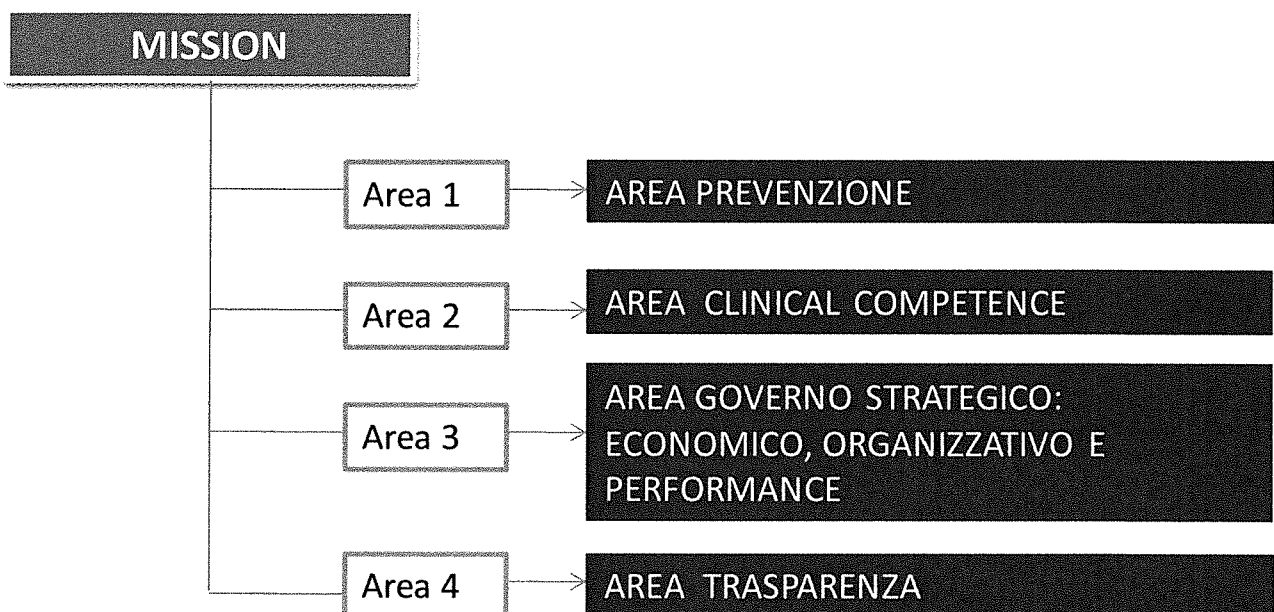 MISSION
Area 1
AREA PREVENZIONE
Area 2
AREA CLINICAL COMPETENCE
Area 3
AREA GOVERNO STRATEGICO:
ECONOMICO, ORGANIZZATIVO E
PERFORMANCE
Area 4
AREA TRASPARENZA